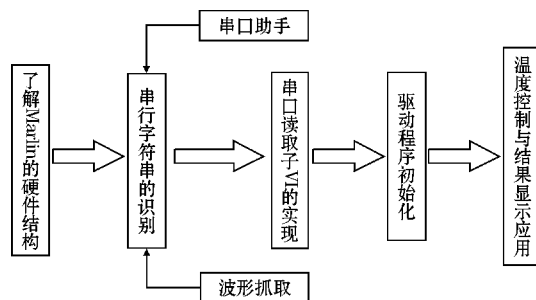 串口助手
了解Marlin的硬件结构
串行字符串的识别
串口读取子VI的实现
驱动程序初始化
温度控制与结果显示应用
波形抓取